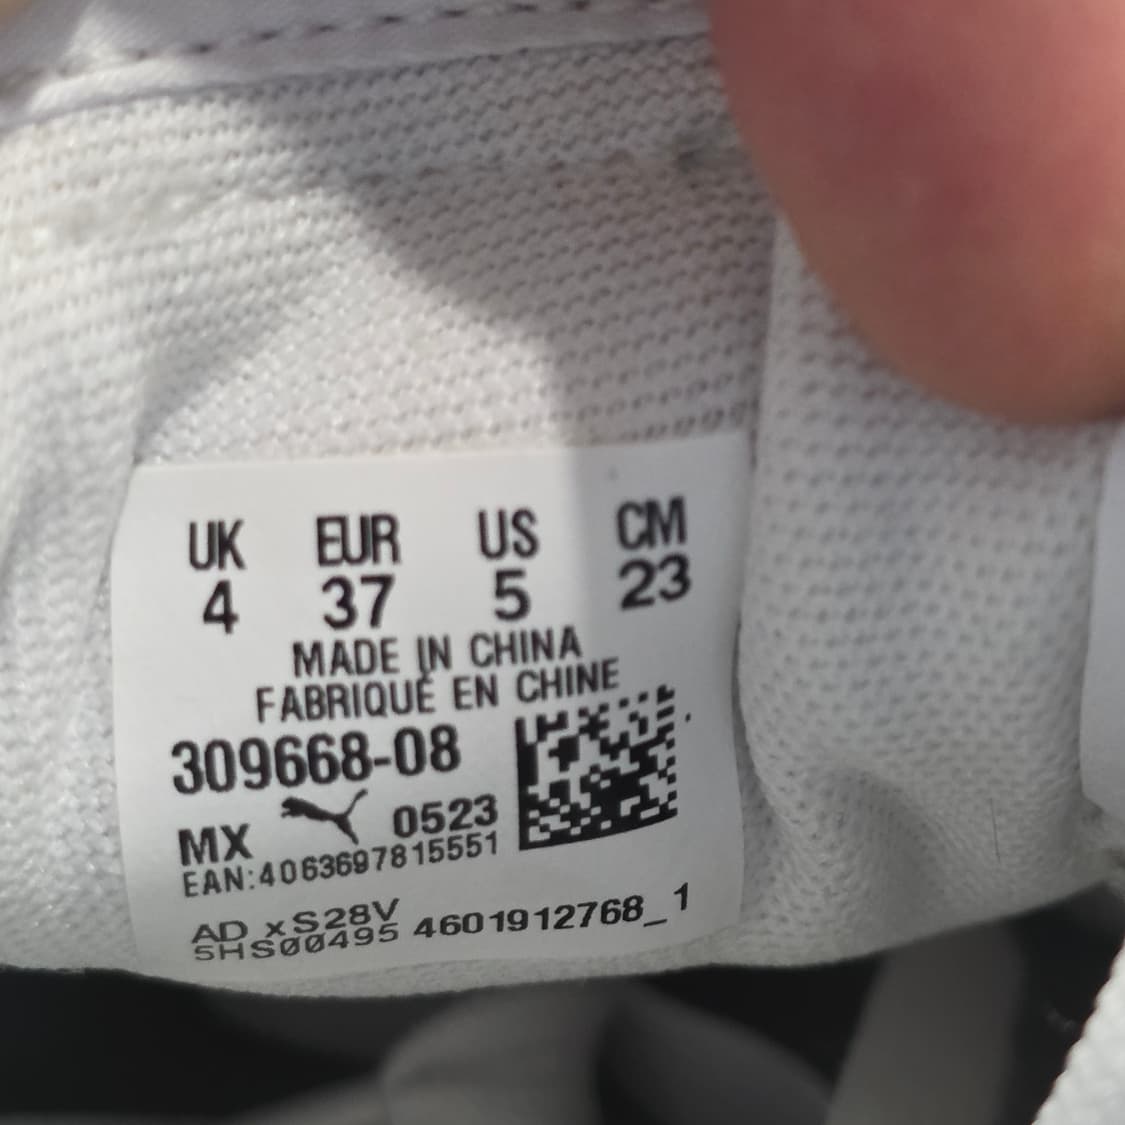 UK EUR US CM
4 37 5 23
MADE IN CHINA
FABRIQUÉ EN CHINE
309668-08
MX 0523
EAN:4063697815551
AD xS28V
SHS00495 4601912768_1